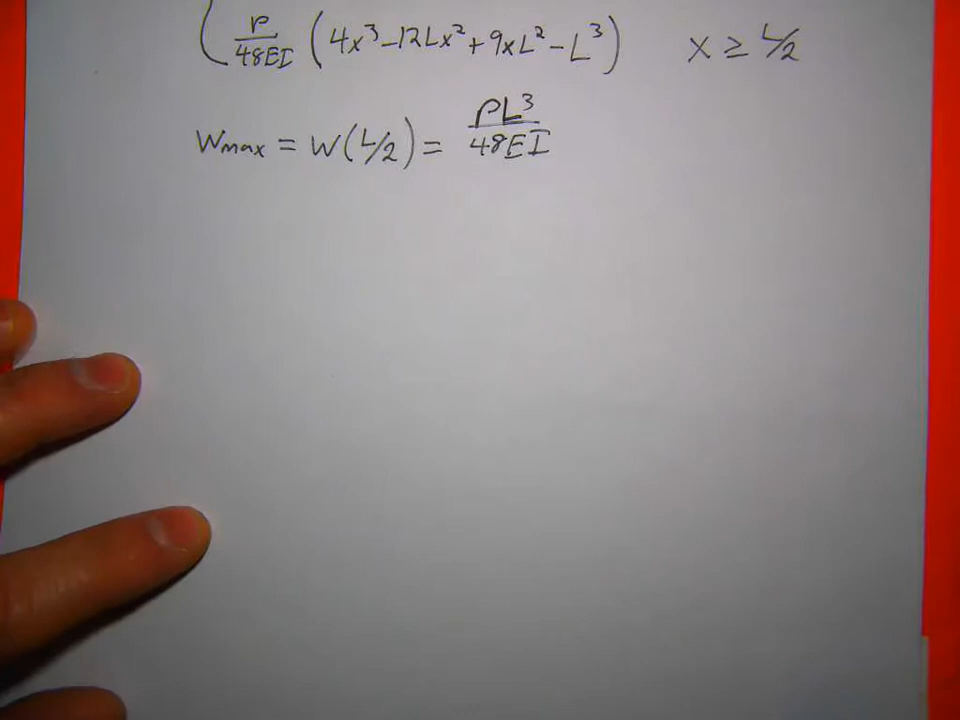 P/48EI (4x³-12Lx²+9xL²-L³) x ≥ L/2
Wmax = W(L/2) = PL³/48EI